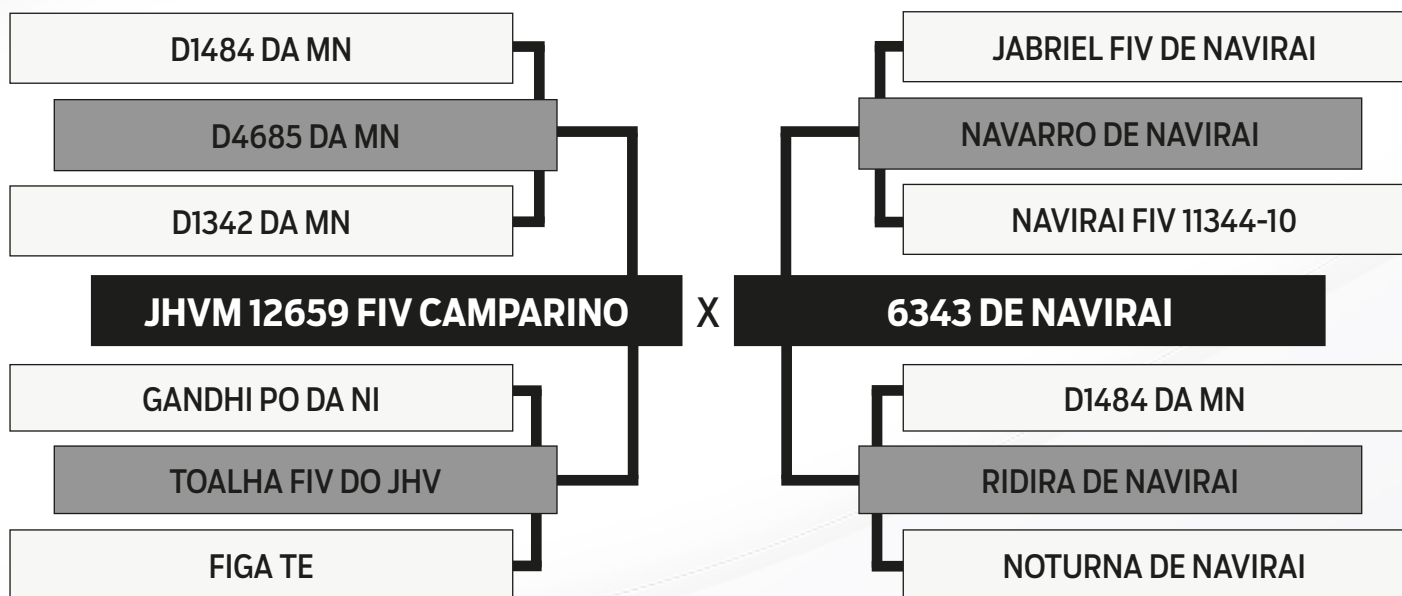 D1484 DA MN
D4685 DA MN
D1342 DA MN
JHVM 12659 FIV CAMPARINO
GANDHI PO DA NI
TOALHA FIV DO JHV
FIGA TE
X
JABRIEL FIV DE NAVIRAI
NAVARRO DE NAVIRAI
NAVIRAI FIV 11344-10
6343 DE NAVIRAI
D1484 DA MN
RIDIRA DE NAVIRAI
NOTURNA DE NAVIRAI